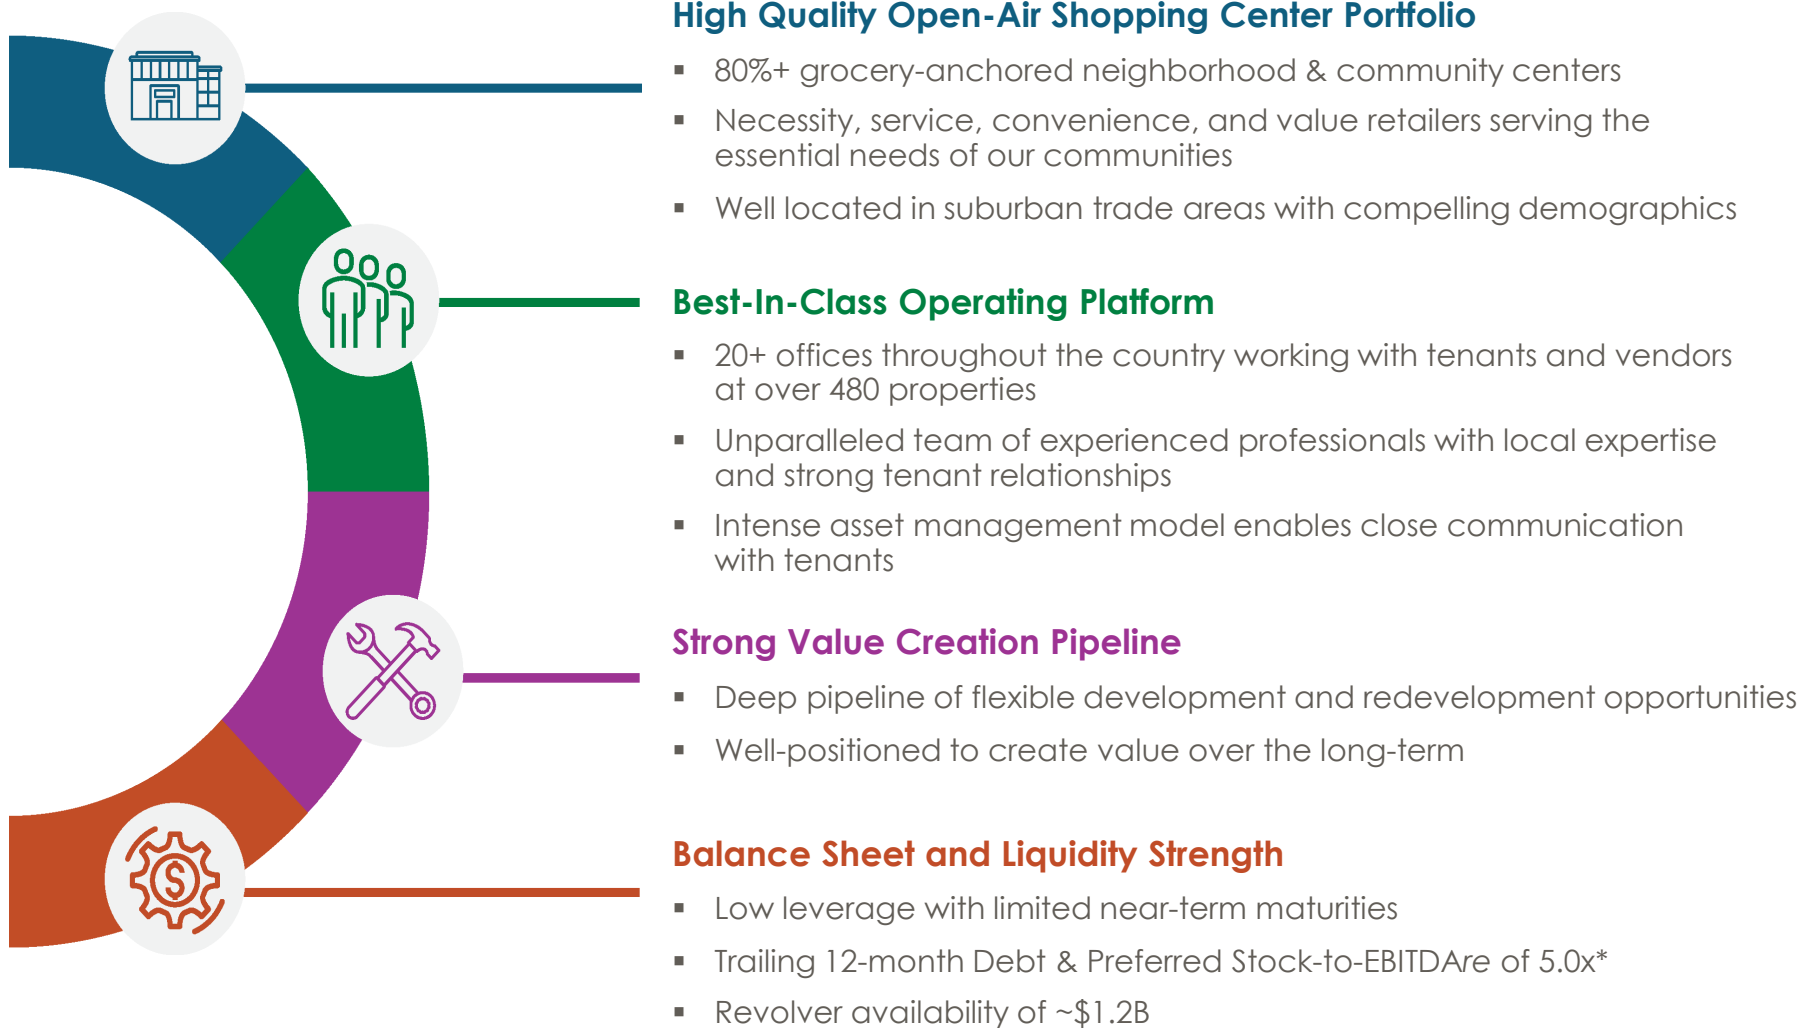 High Quality Open-Air Shopping Center Portfolio
▪ 80%+ grocery-anchored neighborhood & community centers
▪ Necessity, service, convenience, and value retailers serving the
essential needs of our communities
▪ Well located in suburban trade areas with compelling demographics
Best-In-Class Operating Platform
▪ 20+ offices throughout the country working with tenants and vendors
at over 480 properties
▪ Unparalleled team of experienced professionals with local expertise
and strong tenant relationships
▪ Intense asset management model enables close communication
with tenants
Strong Value Creation Pipeline
▪ Deep pipeline of flexible development and redevelopment opportunities
▪ Well-positioned to create value over the long-term
$
Balance Sheet and Liquidity Strength
▪ Low leverage with limited near-term maturities
▪ Trailing 12-month Debt & Preferred Stock-to-EBITDAre of 5.0x*
▪ Revolver availability of ~$1.2B